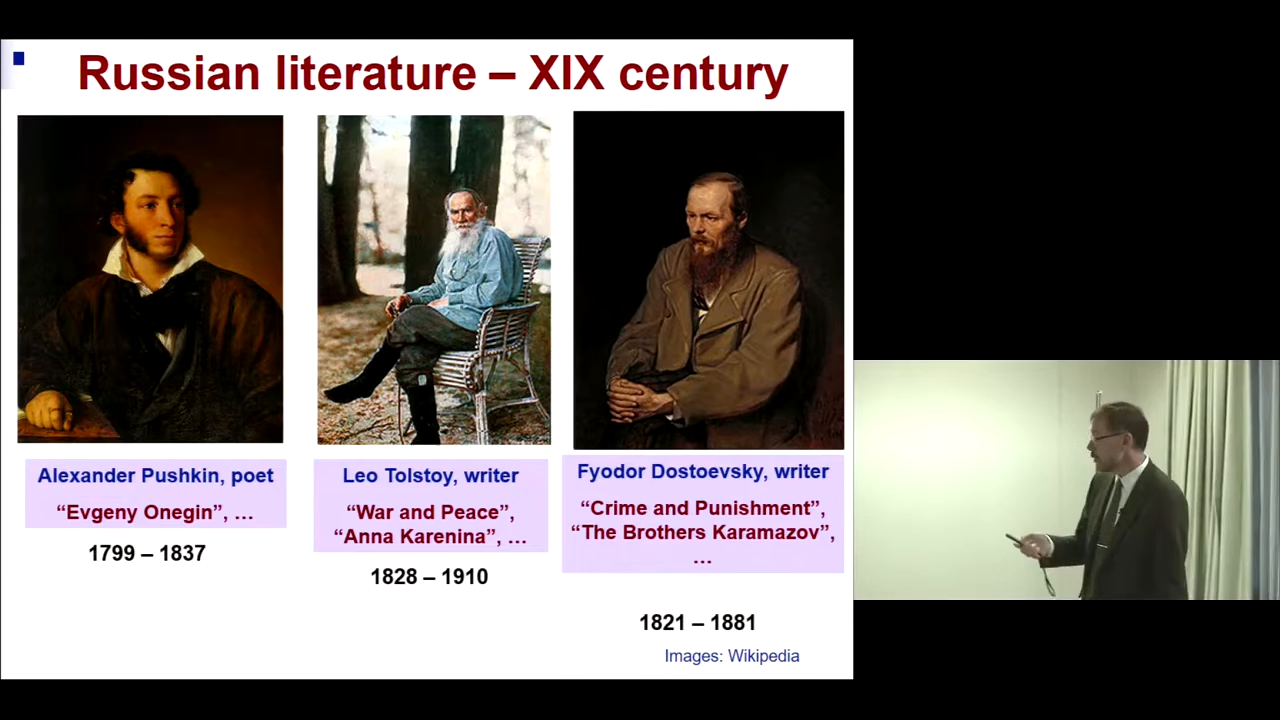 Russian literature – XIX century
Alexander Pushkin, poet
“Evgeny Onegin”, …
1799 – 1837
Leo Tolstoy, writer
“War and Peace”,
“Anna Karenina”, …
1828 – 1910
Fyodor Dostoevsky, writer
“Crime and Punishment”,
“The Brothers Karamazov”,
…
1821 – 1881
Images: Wikipedia